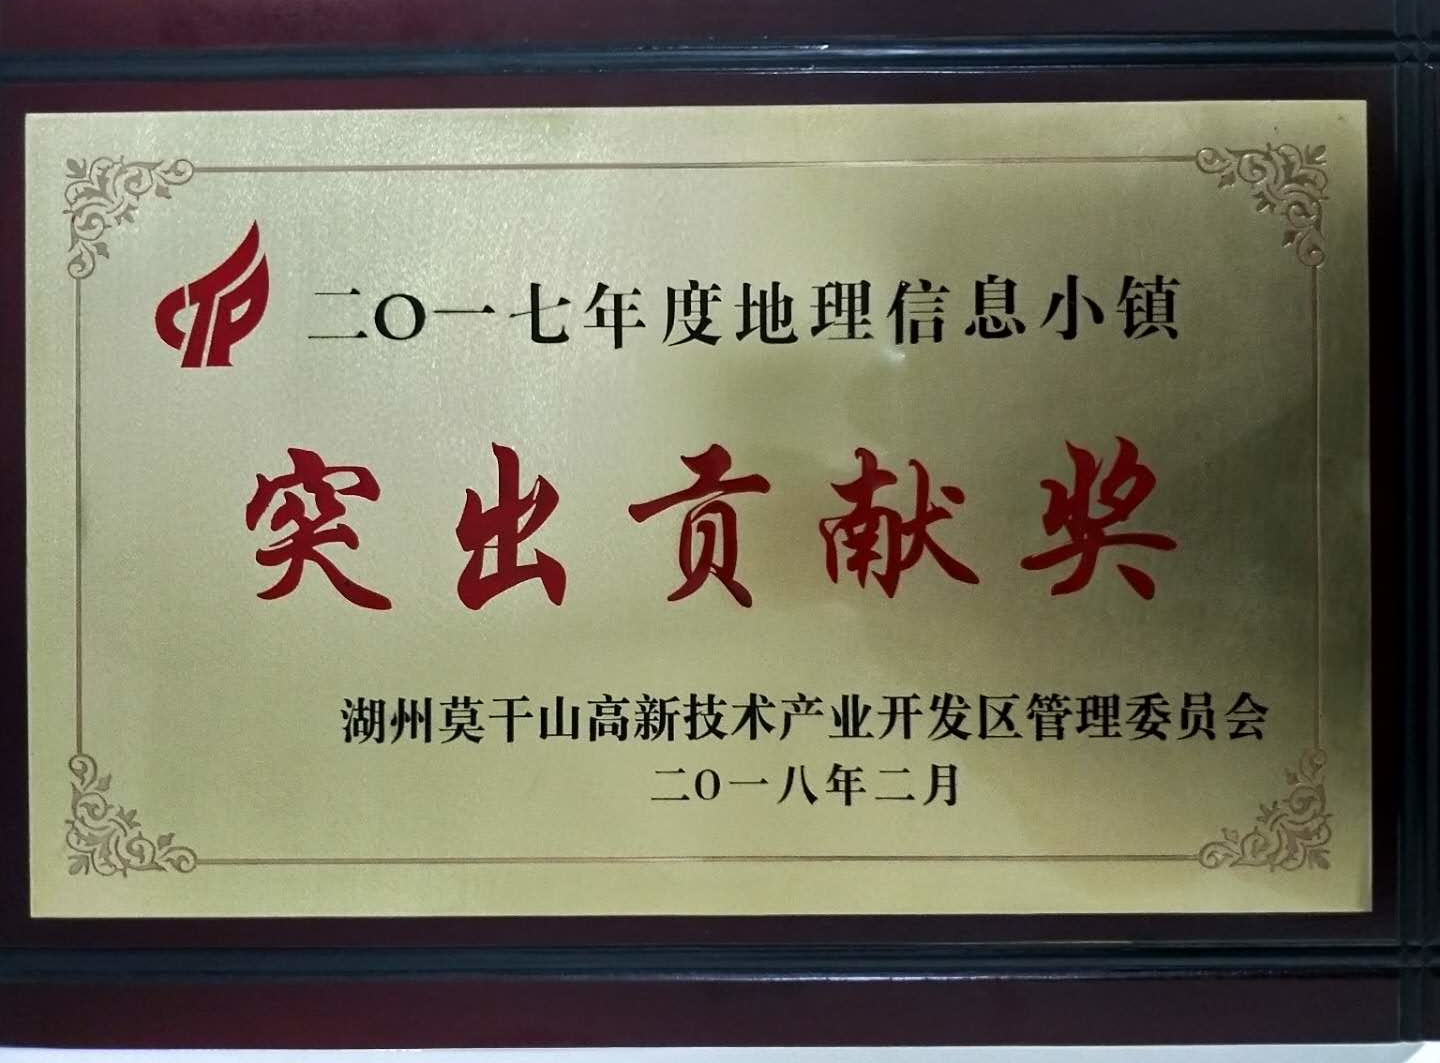 CTP
二〇一七年度地理信息小镇
突出贡献奖
湖州莫干山高新技术产业开发区管理委员会
二〇一八年二月